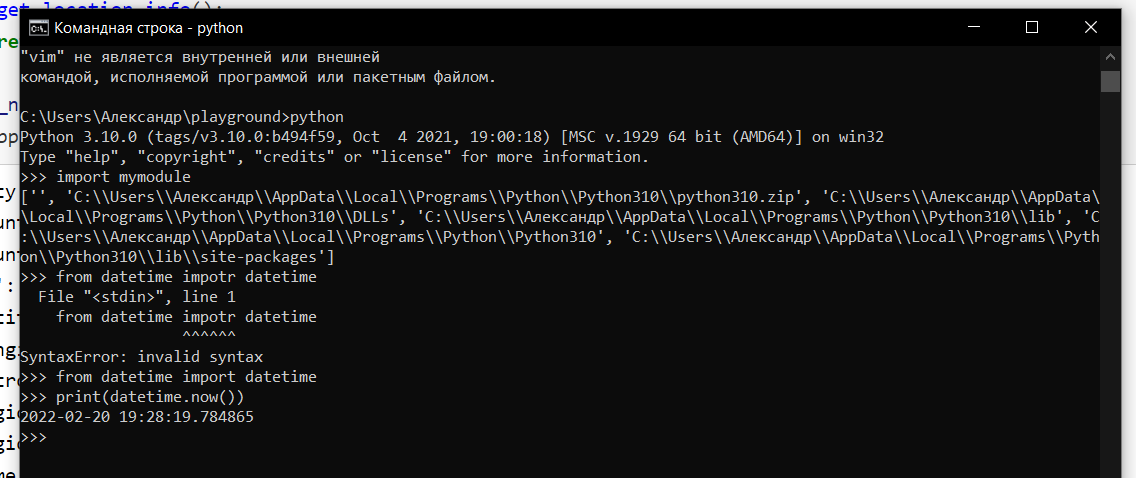 get_location_info();
Командная строка - python
"vim" не является внутренней или внешней
командой, исполняемой программой или пакетным файлом.
C:\Users\Александр\playground>python
Python 3.10.0 (tags/v3.10.0:b494f59, Oct  4 2021, 19:00:18) [MSC v.1929 64 bit (AMD64)] on win32
Type "help", "copyright", "credits" or "license" for more information.
>>> import mymodule
['', 'C:\\Users\\Александр\\AppData\\Local\\Programs\\Python\\Python310\\python310.zip', 'C:\\Users\\Александр\\AppData\
\Local\\Programs\\Python\\Python310\\DLLs', 'C:\\Users\\Александр\\AppData\\Local\\Programs\\Python\\Python310\\lib', 'C
:\\Users\\Александр\\AppData\\Local\\Programs\\Python\\Python310', 'C:\\Users\\Александр\\AppData\\Local\\Programs\\Pyth
on\\Python310\\lib\\site-packages']
>>> from datetime impotr datetime
  File "<stdin>", line 1
    from datetime impotr datetime
                  ^^^^^^
SyntaxError: invalid syntax
>>> from datetime import datetime
>>> print(datetime.now())
2022-02-20 19:28:19.784865
>>>